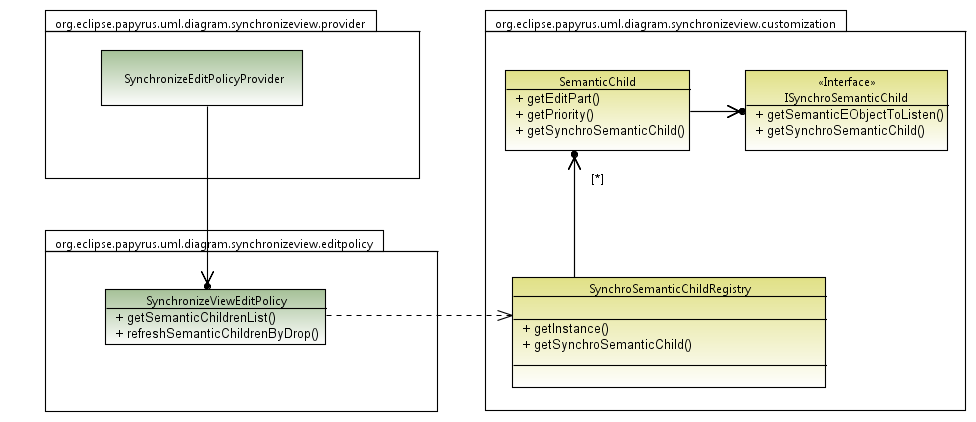 org.eclipse.papyrus.uml.diagram.synchronizeview.provider
SynchronizeEditPolicyProvider
org.eclipse.papyrus.uml.diagram.synchronizeview.editpolicy
SynchronizeViewEditPolicy
+ getSemanticChildrenList()
+ refreshSemanticChildrenByDrop()
org.eclipse.papyrus.uml.diagram.synchronizeview.customization
SemanticChild
+ getEditPart()
+ getPriority()
+ getSynchroSemanticChild()
«Interface»
ISynchroSemanticChild
+ getSemanticEObjectToListen()
+ getSynchroSemanticChild()
[*]
SynchroSemanticChildRegistry
+ getInstance()
+ getSynchroSemanticChild()